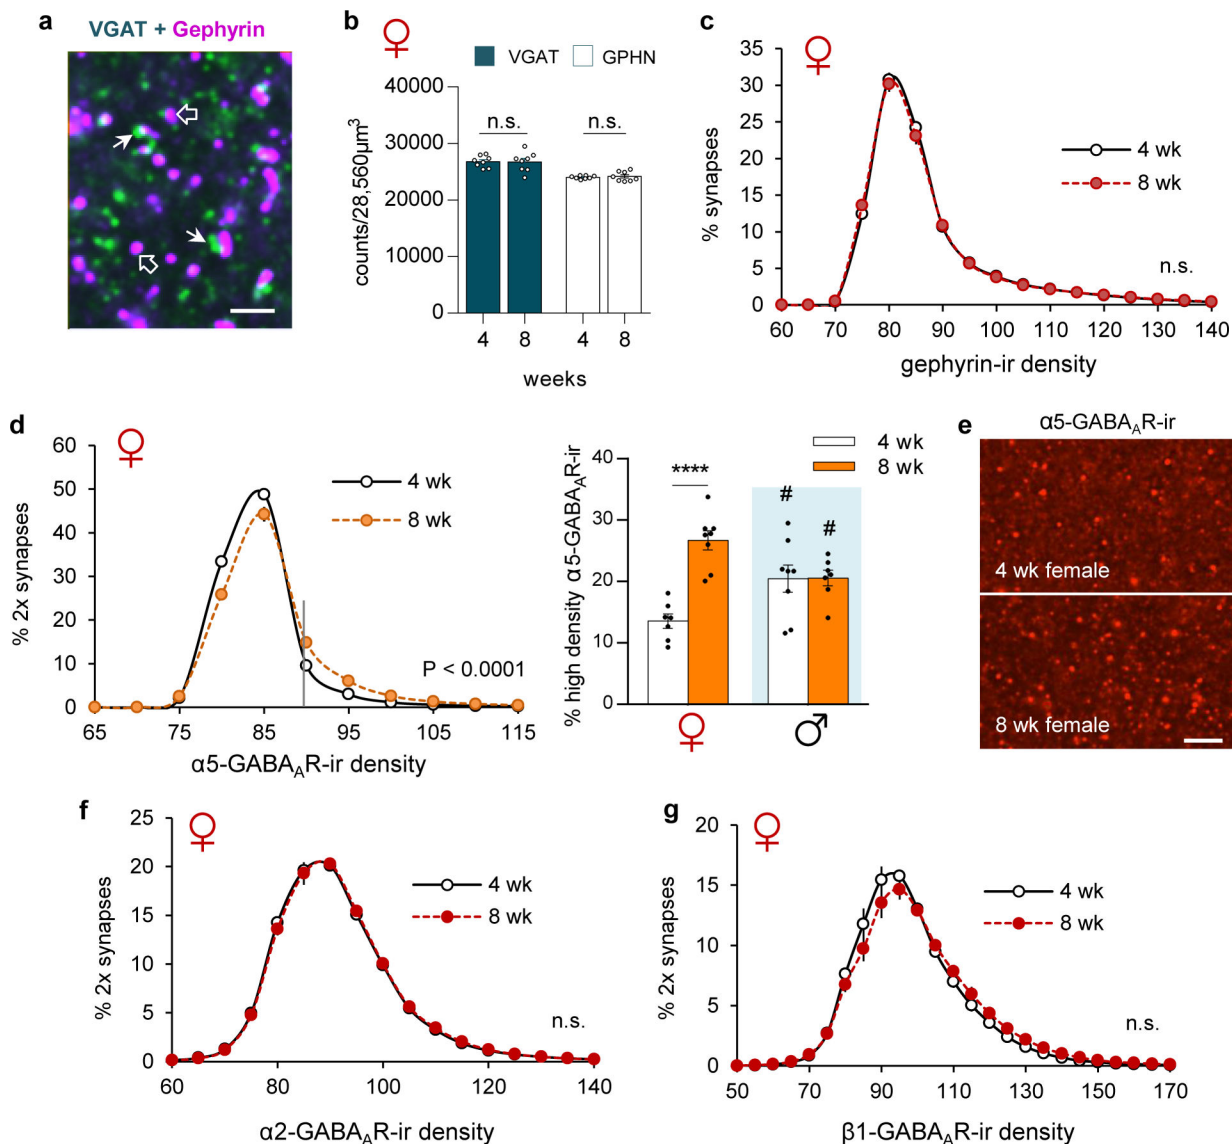 a
VGAT + Gephyrin
b
♀
VGAT
GPHN
counts/28,560µm³
40000
30000
20000
10000
0
n.s.
n.s.
4
8
4
8
weeks
c
♀
% synapses
35
30
25
20
15
10
5
0
4 wk
8 wk
n.s.
60
70
80
90
100
110
120
130
140
gephyrin-ir density
d
♀
% 2x synapses
60
50
40
30
20
10
0
4 wk
8 wk
P < 0.0001
65
75
85
95
105
115
α5-GABA_AR-ir density
% high density α5-GABA_AR-ir
40
30
20
10
0
4 wk
8 wk
****
#
#
♀
♂
e
α5-GABA_AR-ir
4 wk female
8 wk female
f
♀
% 2x synapses
25
20
15
10
5
0
4 wk
8 wk
n.s.
60
80
100
120
140
α2-GABA_AR-ir density
g
♀
% 2x synapses
20
15
10
5
0
4 wk
8 wk
n.s.
50
70
90
110
130
150
170
β1-GABA_AR-ir density